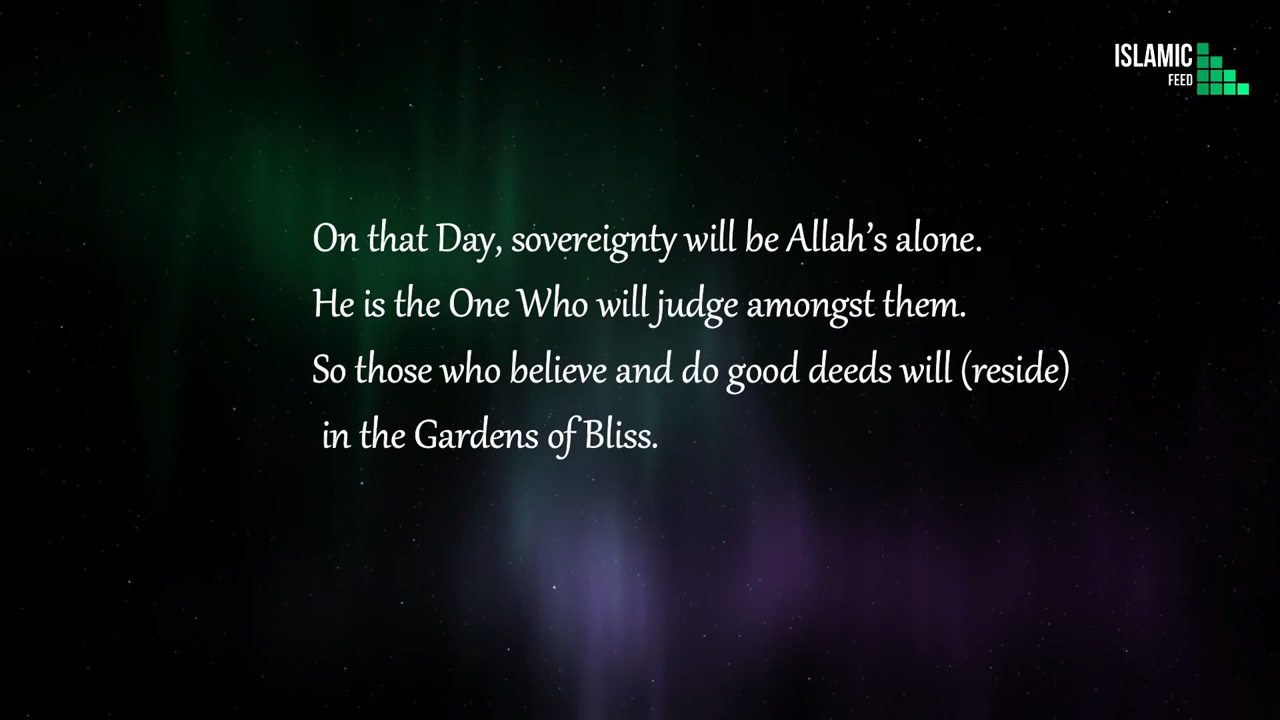 ISLAMIC
FEED
On that Day, sovereignty will be Allah’s alone.
He is the One Who will judge amongst them.
So those who believe and do good deeds will (reside)
in the Gardens of Bliss.